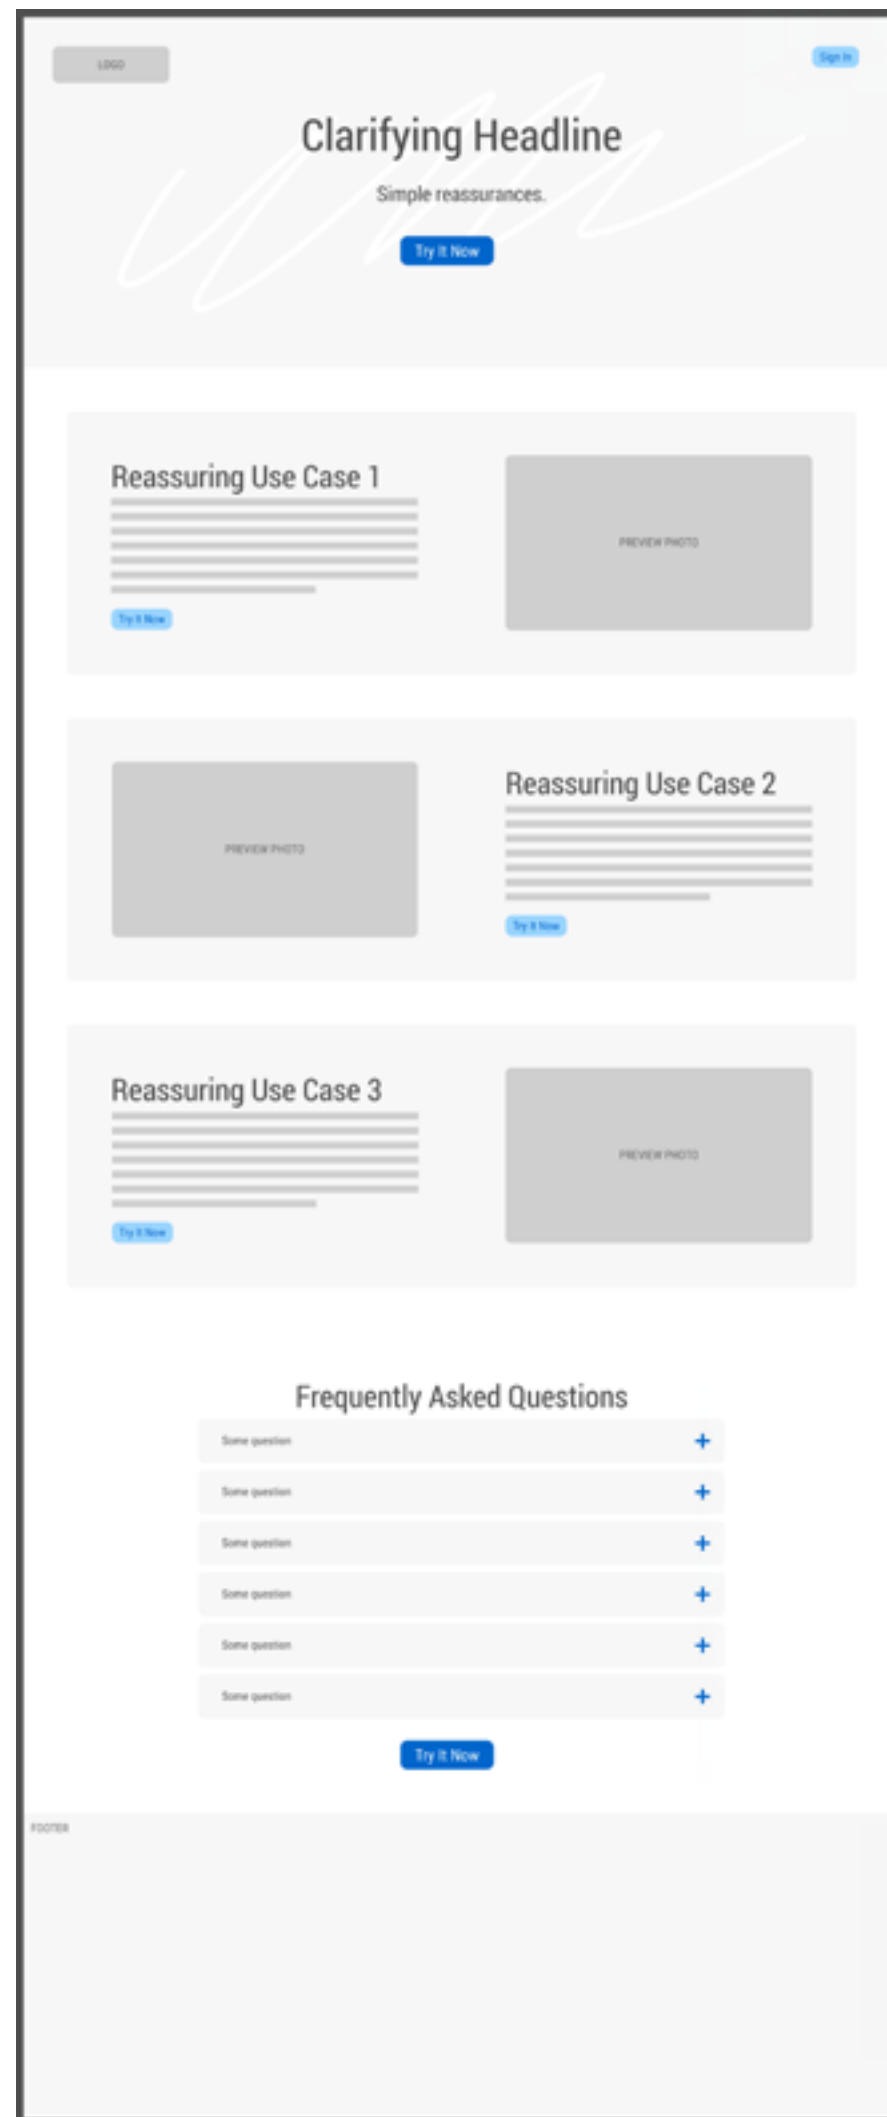 LOGO
Sign In
Clarifying Headline
Simple reassurances.
Try It Now
Reassuring Use Case 1
Try It Now
PREVIEW PHOTO
PREVIEW PHOTO
Reassuring Use Case 2
Try It Now
Reassuring Use Case 3
Try It Now
PREVIEW PHOTO
Frequently Asked Questions
Some question
Some question
Some question
Some question
Some question
Some question
Try It Now
FOOTER